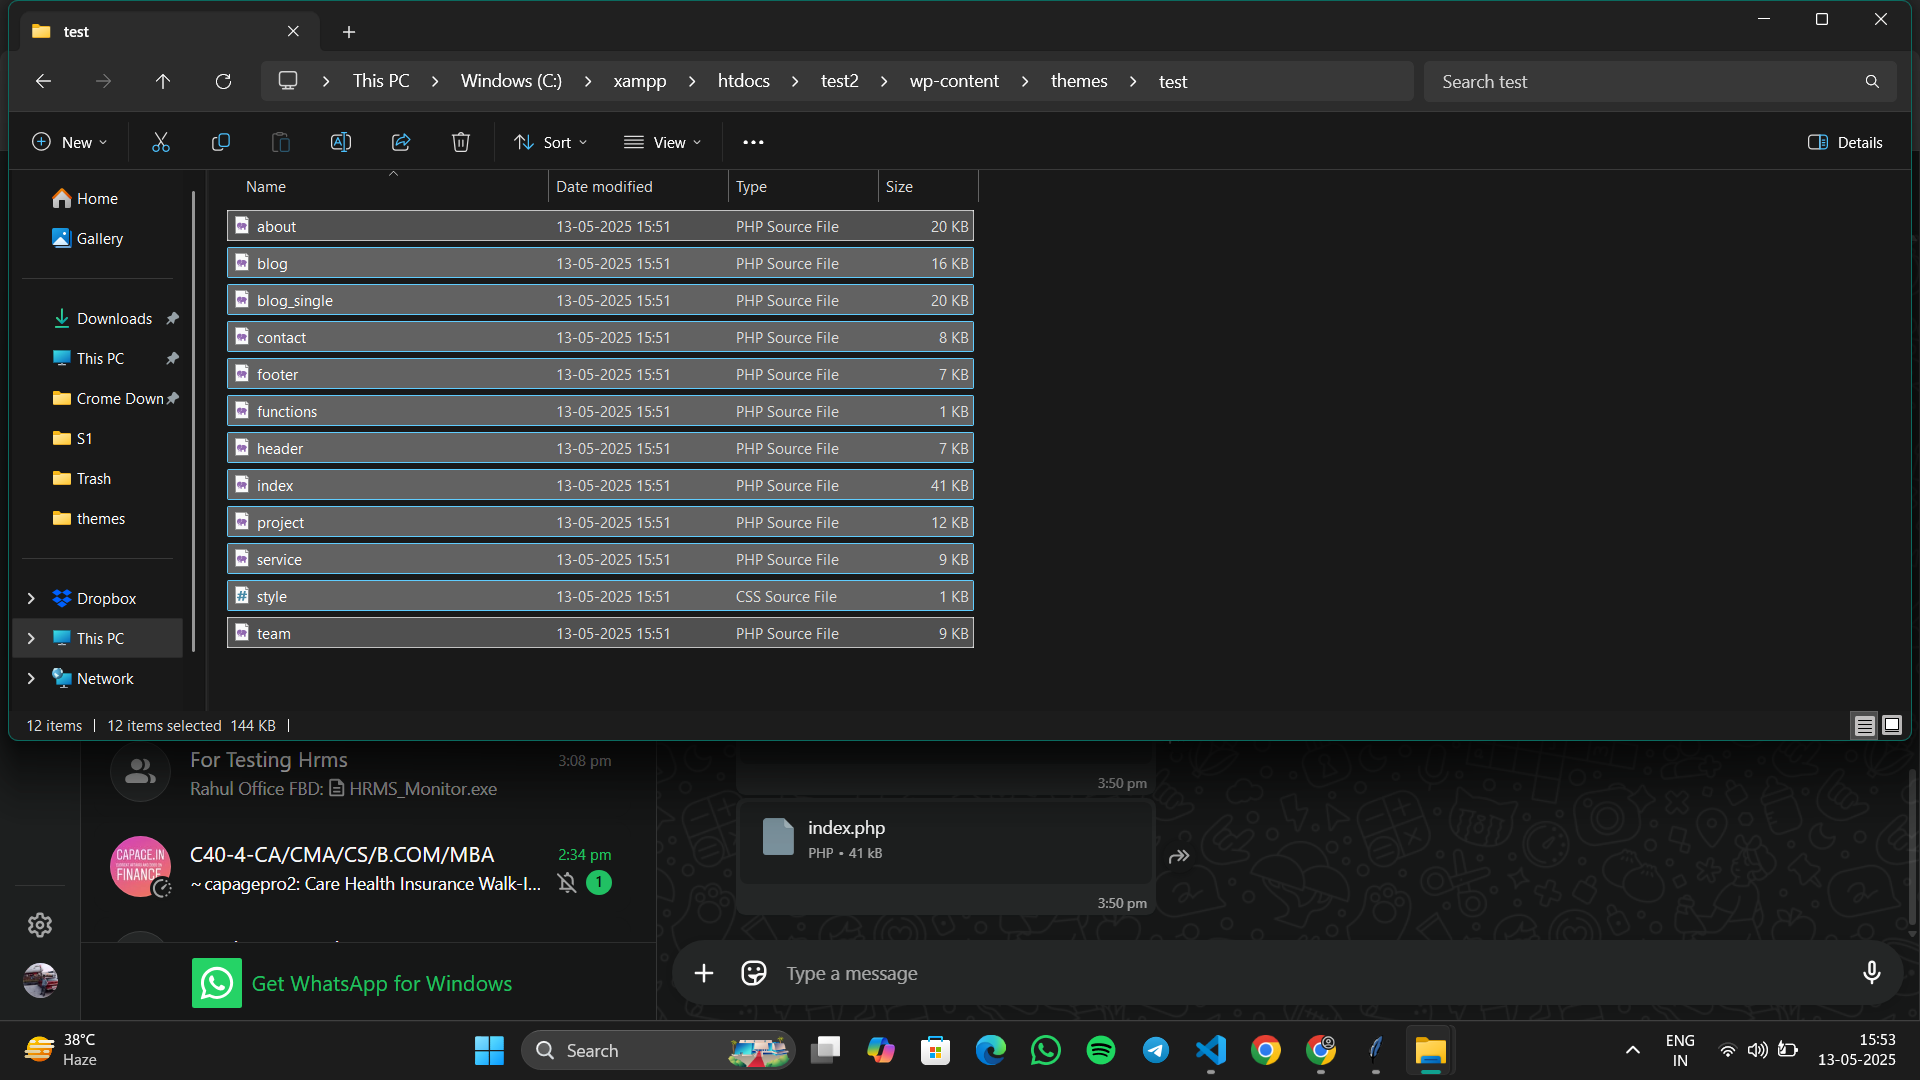 test
This PC
Windows (C:)
xampp
htdocs
test2
wp-content
themes
test
Search test
New
Sort
View
Details
Home
Gallery
Downloads
This PC
Crome Down
S1
Trash
themes
Dropbox
This PC
Network
Name Date modified Type Size
about 13-05-2025 15:51 PHP Source File 20 KB
blog 13-05-2025 15:51 PHP Source File 16 KB
blog_single 13-05-2025 15:51 PHP Source File 20 KB
contact 13-05-2025 15:51 PHP Source File 8 KB
footer 13-05-2025 15:51 PHP Source File 7 KB
functions 13-05-2025 15:51 PHP Source File 1 KB
header 13-05-2025 15:51 PHP Source File 7 KB
index 13-05-2025 15:51 PHP Source File 41 KB
project 13-05-2025 15:51 PHP Source File 12 KB
service 13-05-2025 15:51 PHP Source File 9 KB
style 13-05-2025 15:51 CSS Source File 1 KB
team 13-05-2025 15:51 PHP Source File 9 KB
12 items 12 items selected 144 KB
For Testing Hrms 3:08 pm
Rahul Office FBD: HRMS_Monitor.exe
CAPAGE.IN
FINANCE
C40-4-CA/CMA/CS/B.COM/MBA 2:34 pm
~ capagepro2: Care Health Insurance Walk-I... 1
Get WhatsApp for Windows
3:50 pm
index.php
PHP • 41 kB
3:50 pm
Type a message
38°C
Haze
Search
ENG
IN
15:53
13-05-2025